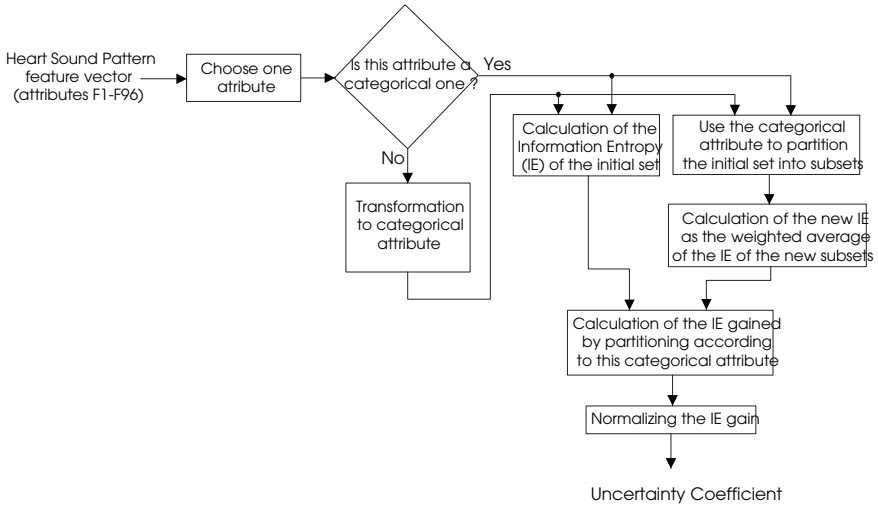 Heart Sound Pattern
feature vector
(attributes F1-F96)
Choose one
atribute
Is this attribute a
categorical one ?
Yes
No
Transformation
to categorical
attribute
Calculation of the
Information Entropy
(IE) of the initial set
Use the categorical
attribute to partition
the initial set into subsets
Calculation of the new IE
as the weighted average
of the IE of the new subsets
Calculation of the IE gained
by partitioning according
to this categorical attribute
Normalizing the IE gain
Uncertainty Coefficient